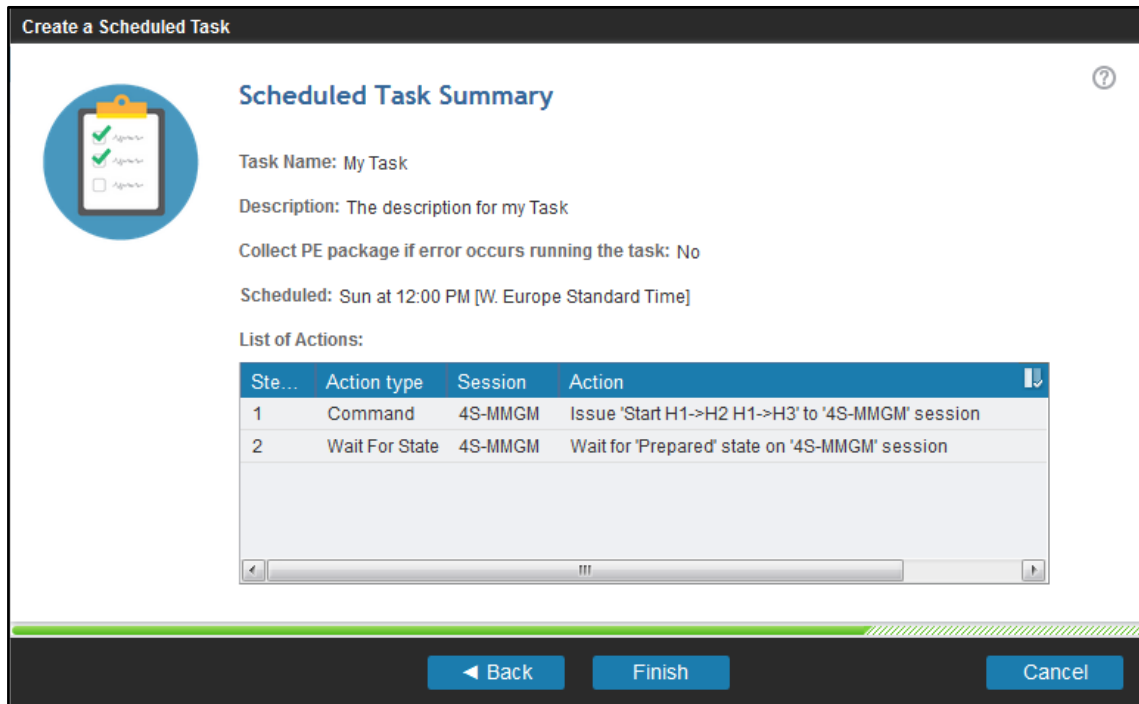 Create a Scheduled Task
Scheduled Task Summary
Task Name: My Task
Description: The description for my Task
Collect PE package if error occurs running the task: No
Scheduled: Sun at 12:00 PM [W. Europe Standard Time]
List of Actions:
Ste... Action type Session Action
1 Command 4S-MMGM Issue 'Start H1->H2 H1->H3' to '4S-MMGM' session
2 Wait For State 4S-MMGM Wait for 'Prepared' state on '4S-MMGM' session
Back Finish Cancel